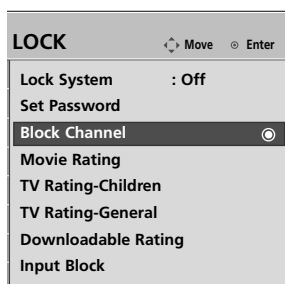 LOCK Move Enter
Lock System : Off
Set Password
Block Channel
Movie Rating
TV Rating-Children
TV Rating-General
Downloadable Rating
Input Block